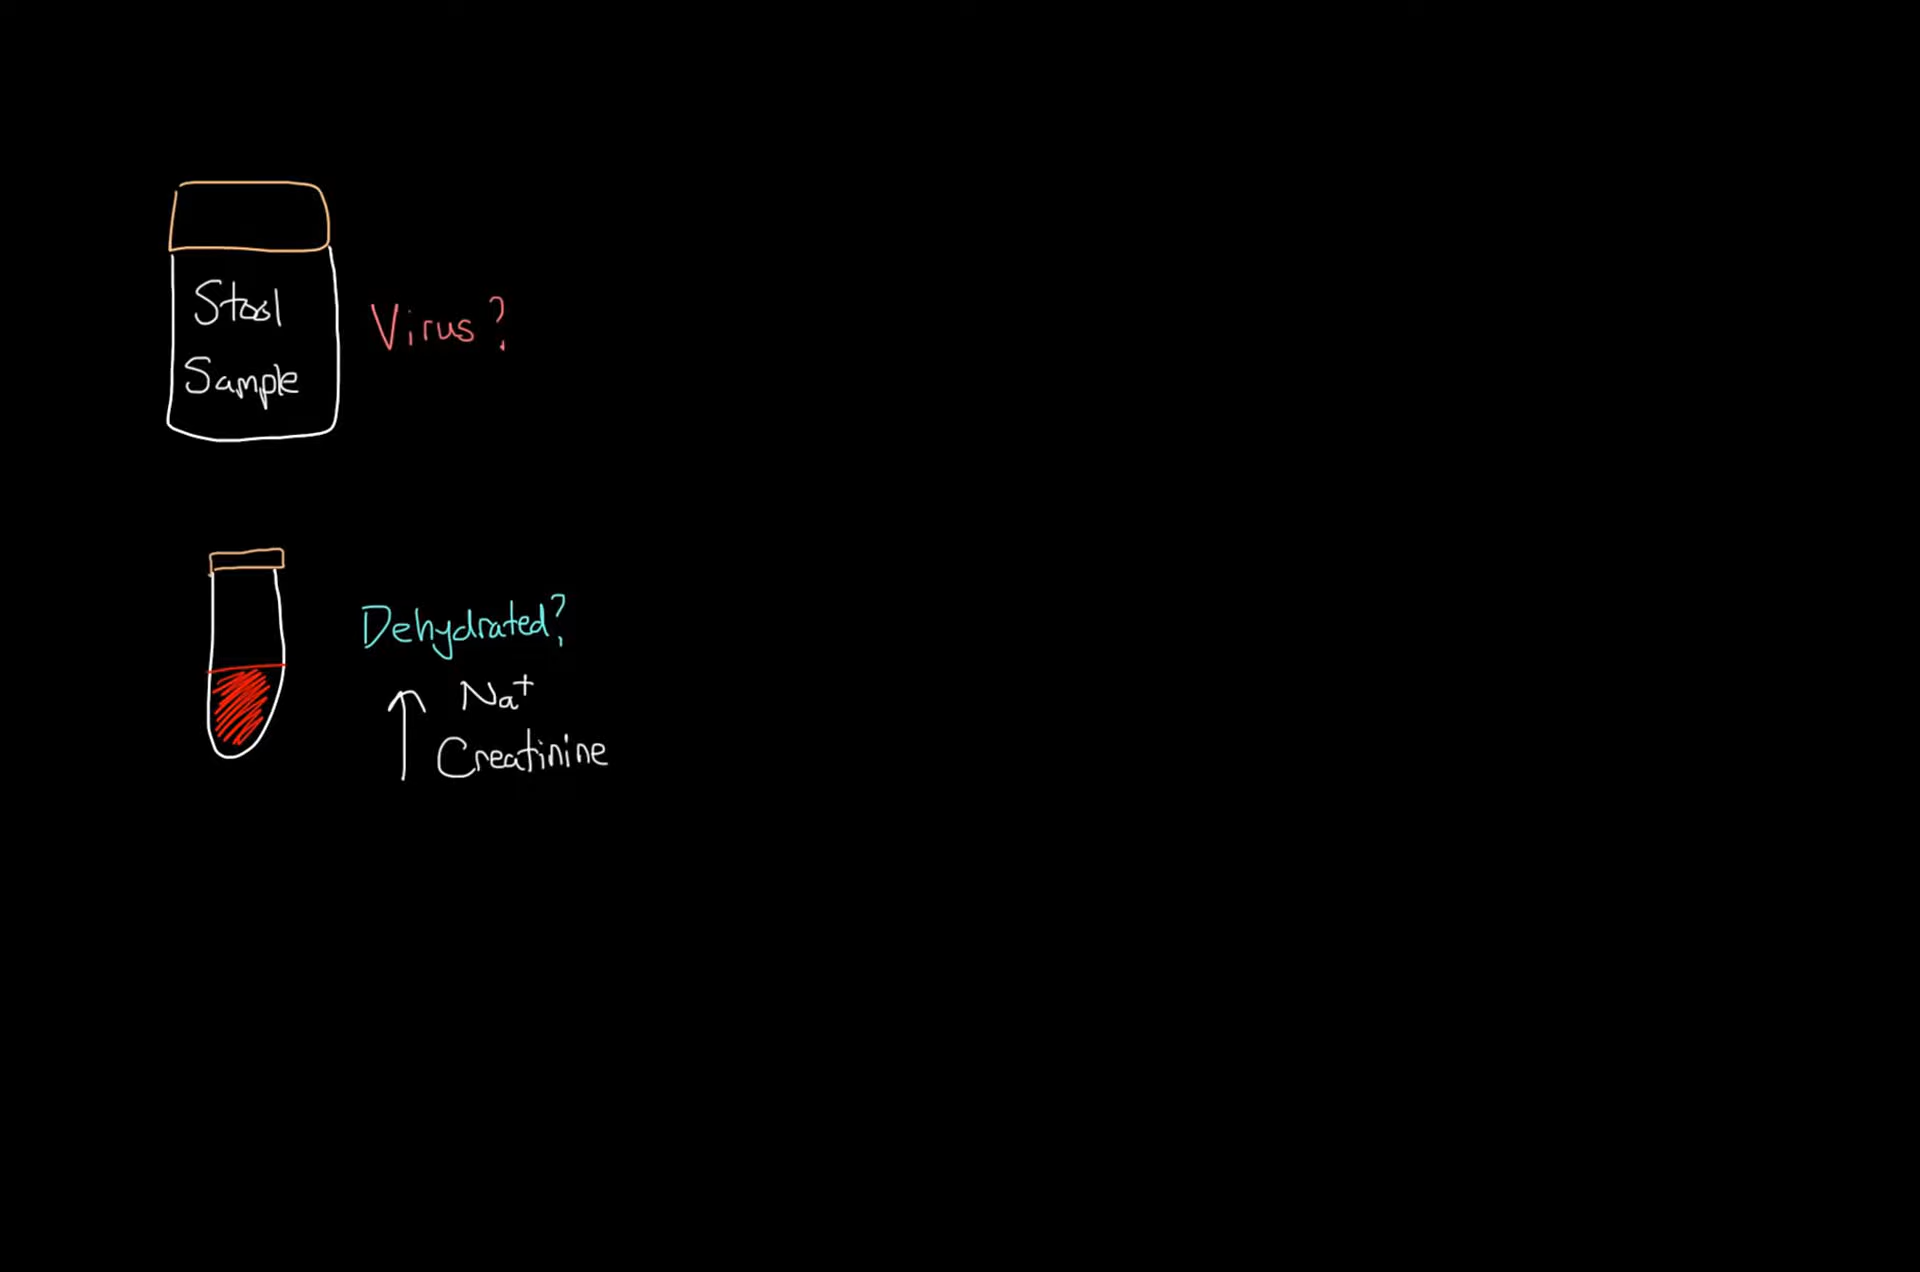 Stool
Sample
Virus?
Dehydrated?
↑ Na⁺
Creatinine